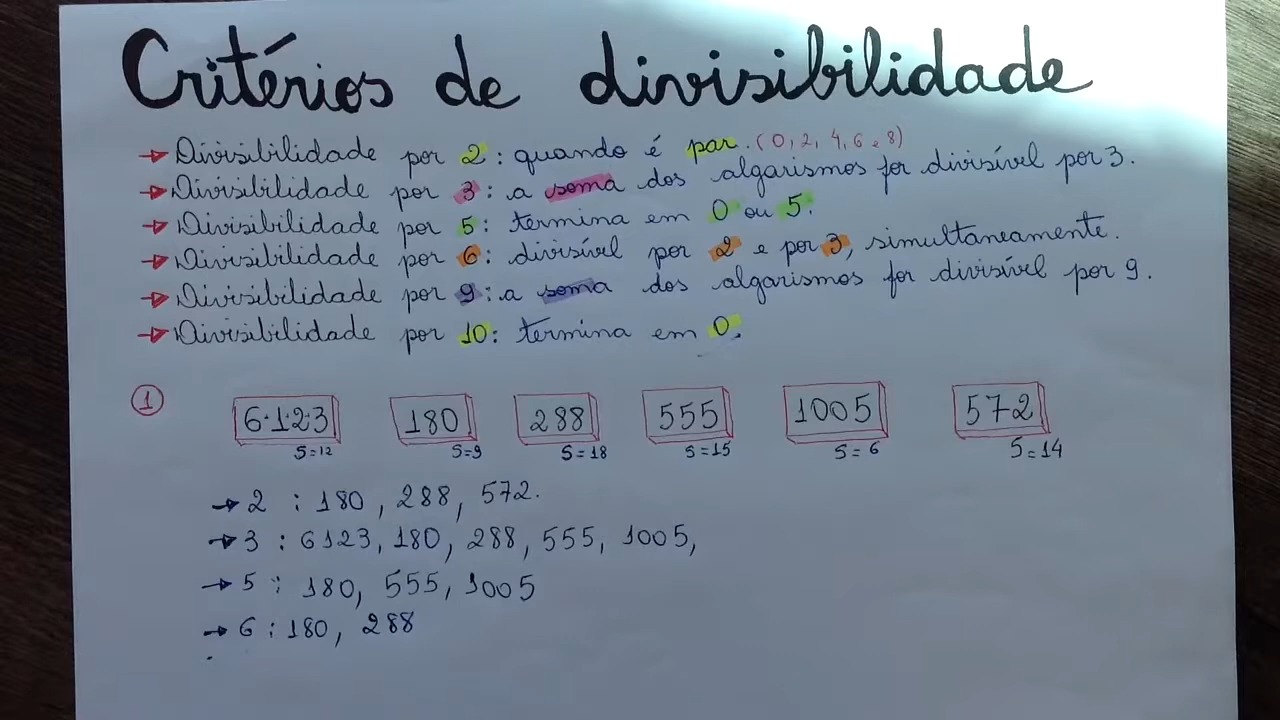 Critérios de divisibilidade
→ Divisibilidade por 2: quando é par. (0, 2, 4, 6 e 8)
→ Divisibilidade por 3: a soma dos algarismos for divisível por 3.
→ Divisibilidade por 5: termina em 0 ou 5.
→ Divisibilidade por 6: divisível por 2 e por 3, simultaneamente.
→ Divisibilidade por 9: a soma dos algarismos for divisível por 9.
→ Divisibilidade por 10: termina em 0.
1 6·1·2·3 180 288 555 1005 572
S=12 S=9 S=18 S=15 S=6 S=14
→ 2 : 180, 288, 572.
→ 3 : 6123, 180, 288, 555, 1005,
→ 5 : 180, 555, 1005
→ 6 : 180, 288